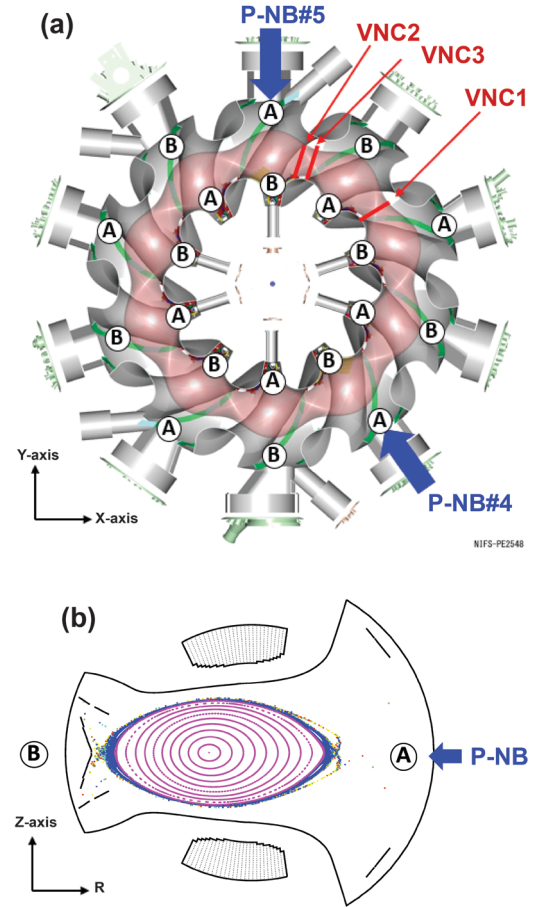 (a)
P-NB#5
VNC2
VNC3
VNC1
A
B B
B
A A
A A
B B
A A
B B
B B
A
A A
B
Y-axis
X-axis
P-NB#4
NIFS-PE2548
(b)
B A P-NB
Z-axis
R